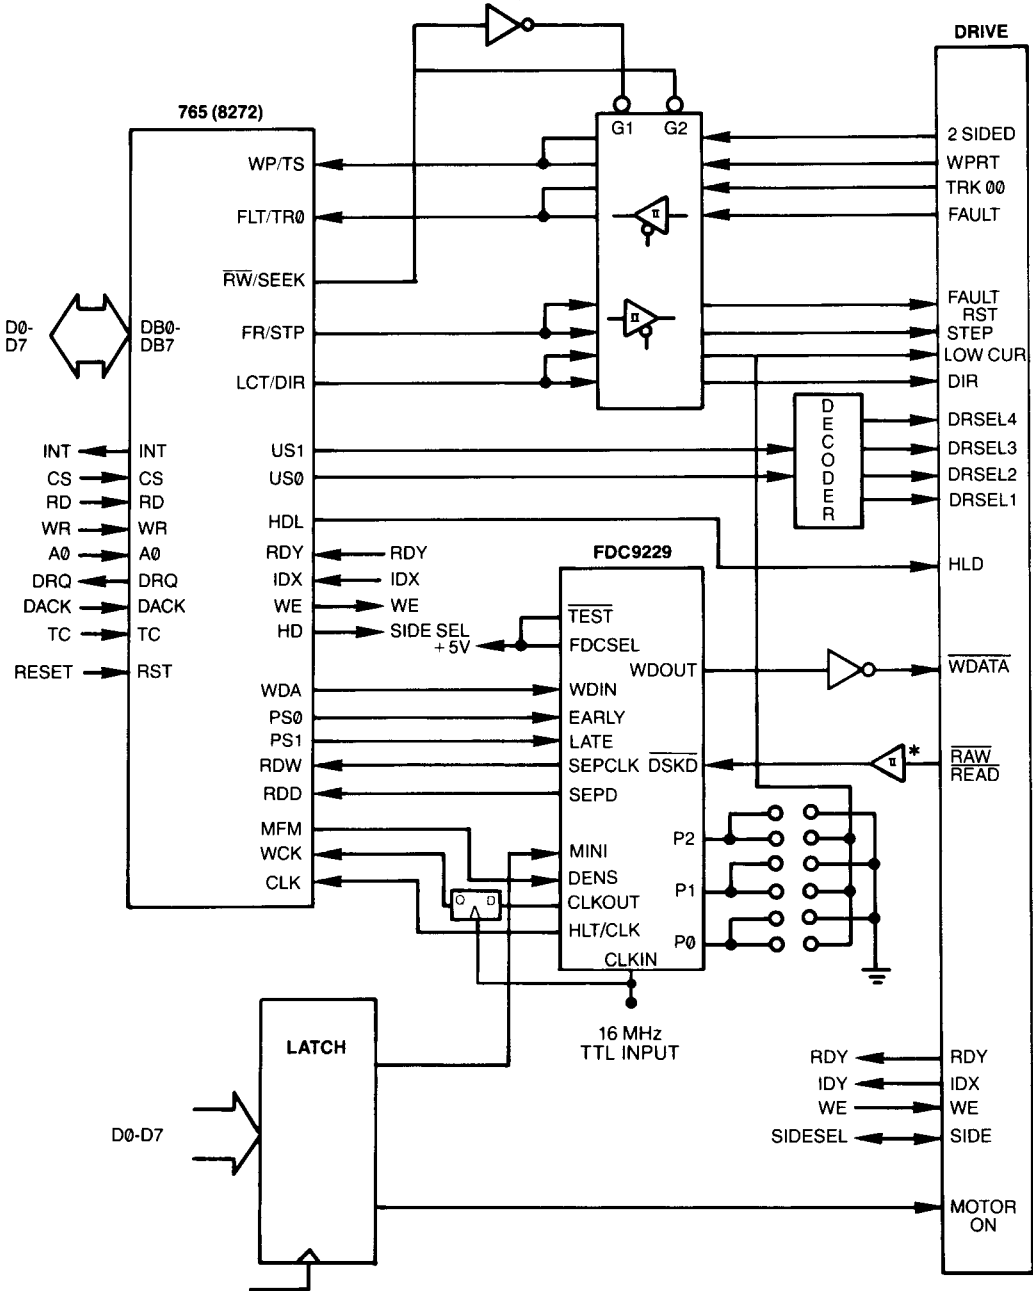 DRIVE
765 (8272)
G1 G2
2 SIDED
WP/TS
WPRT
TRK 00
FLT/TR0
FAULT
RW/SEEK
D0-
D7
DB0-
DB7
FAULT
RST
FR/STP
STEP
LOW CUR
LCT/DIR
DIR
DECODER
DRSEL4
INT INT US1
DRSEL3
CS CS US0
DRSEL2
RD RD
DRSEL1
WR WR HDL
A0 A0 RDY RDY
FDC9229
HLD
DRQ DRQ IDX IDX
DACK DACK WE WE
TEST
TC TC HD SIDE SEL
+5V
FDCSEL
RESET RST
WDOUT
WDATA
WDA WDIN
PS0 EARLY
PS1 LATE
RDW SEPCLK DSKD
*
RAW
READ
RDD SEPD
MFM
P2
WCK MINI
CLK DENS
P1
Q D
CLKOUT
HLT/CLK
P0
CLKIN
16 MHz
TTL INPUT
LATCH
RDY RDY
IDY IDX
WE WE
D0-D7
SIDESEL SIDE
MOTOR
ON